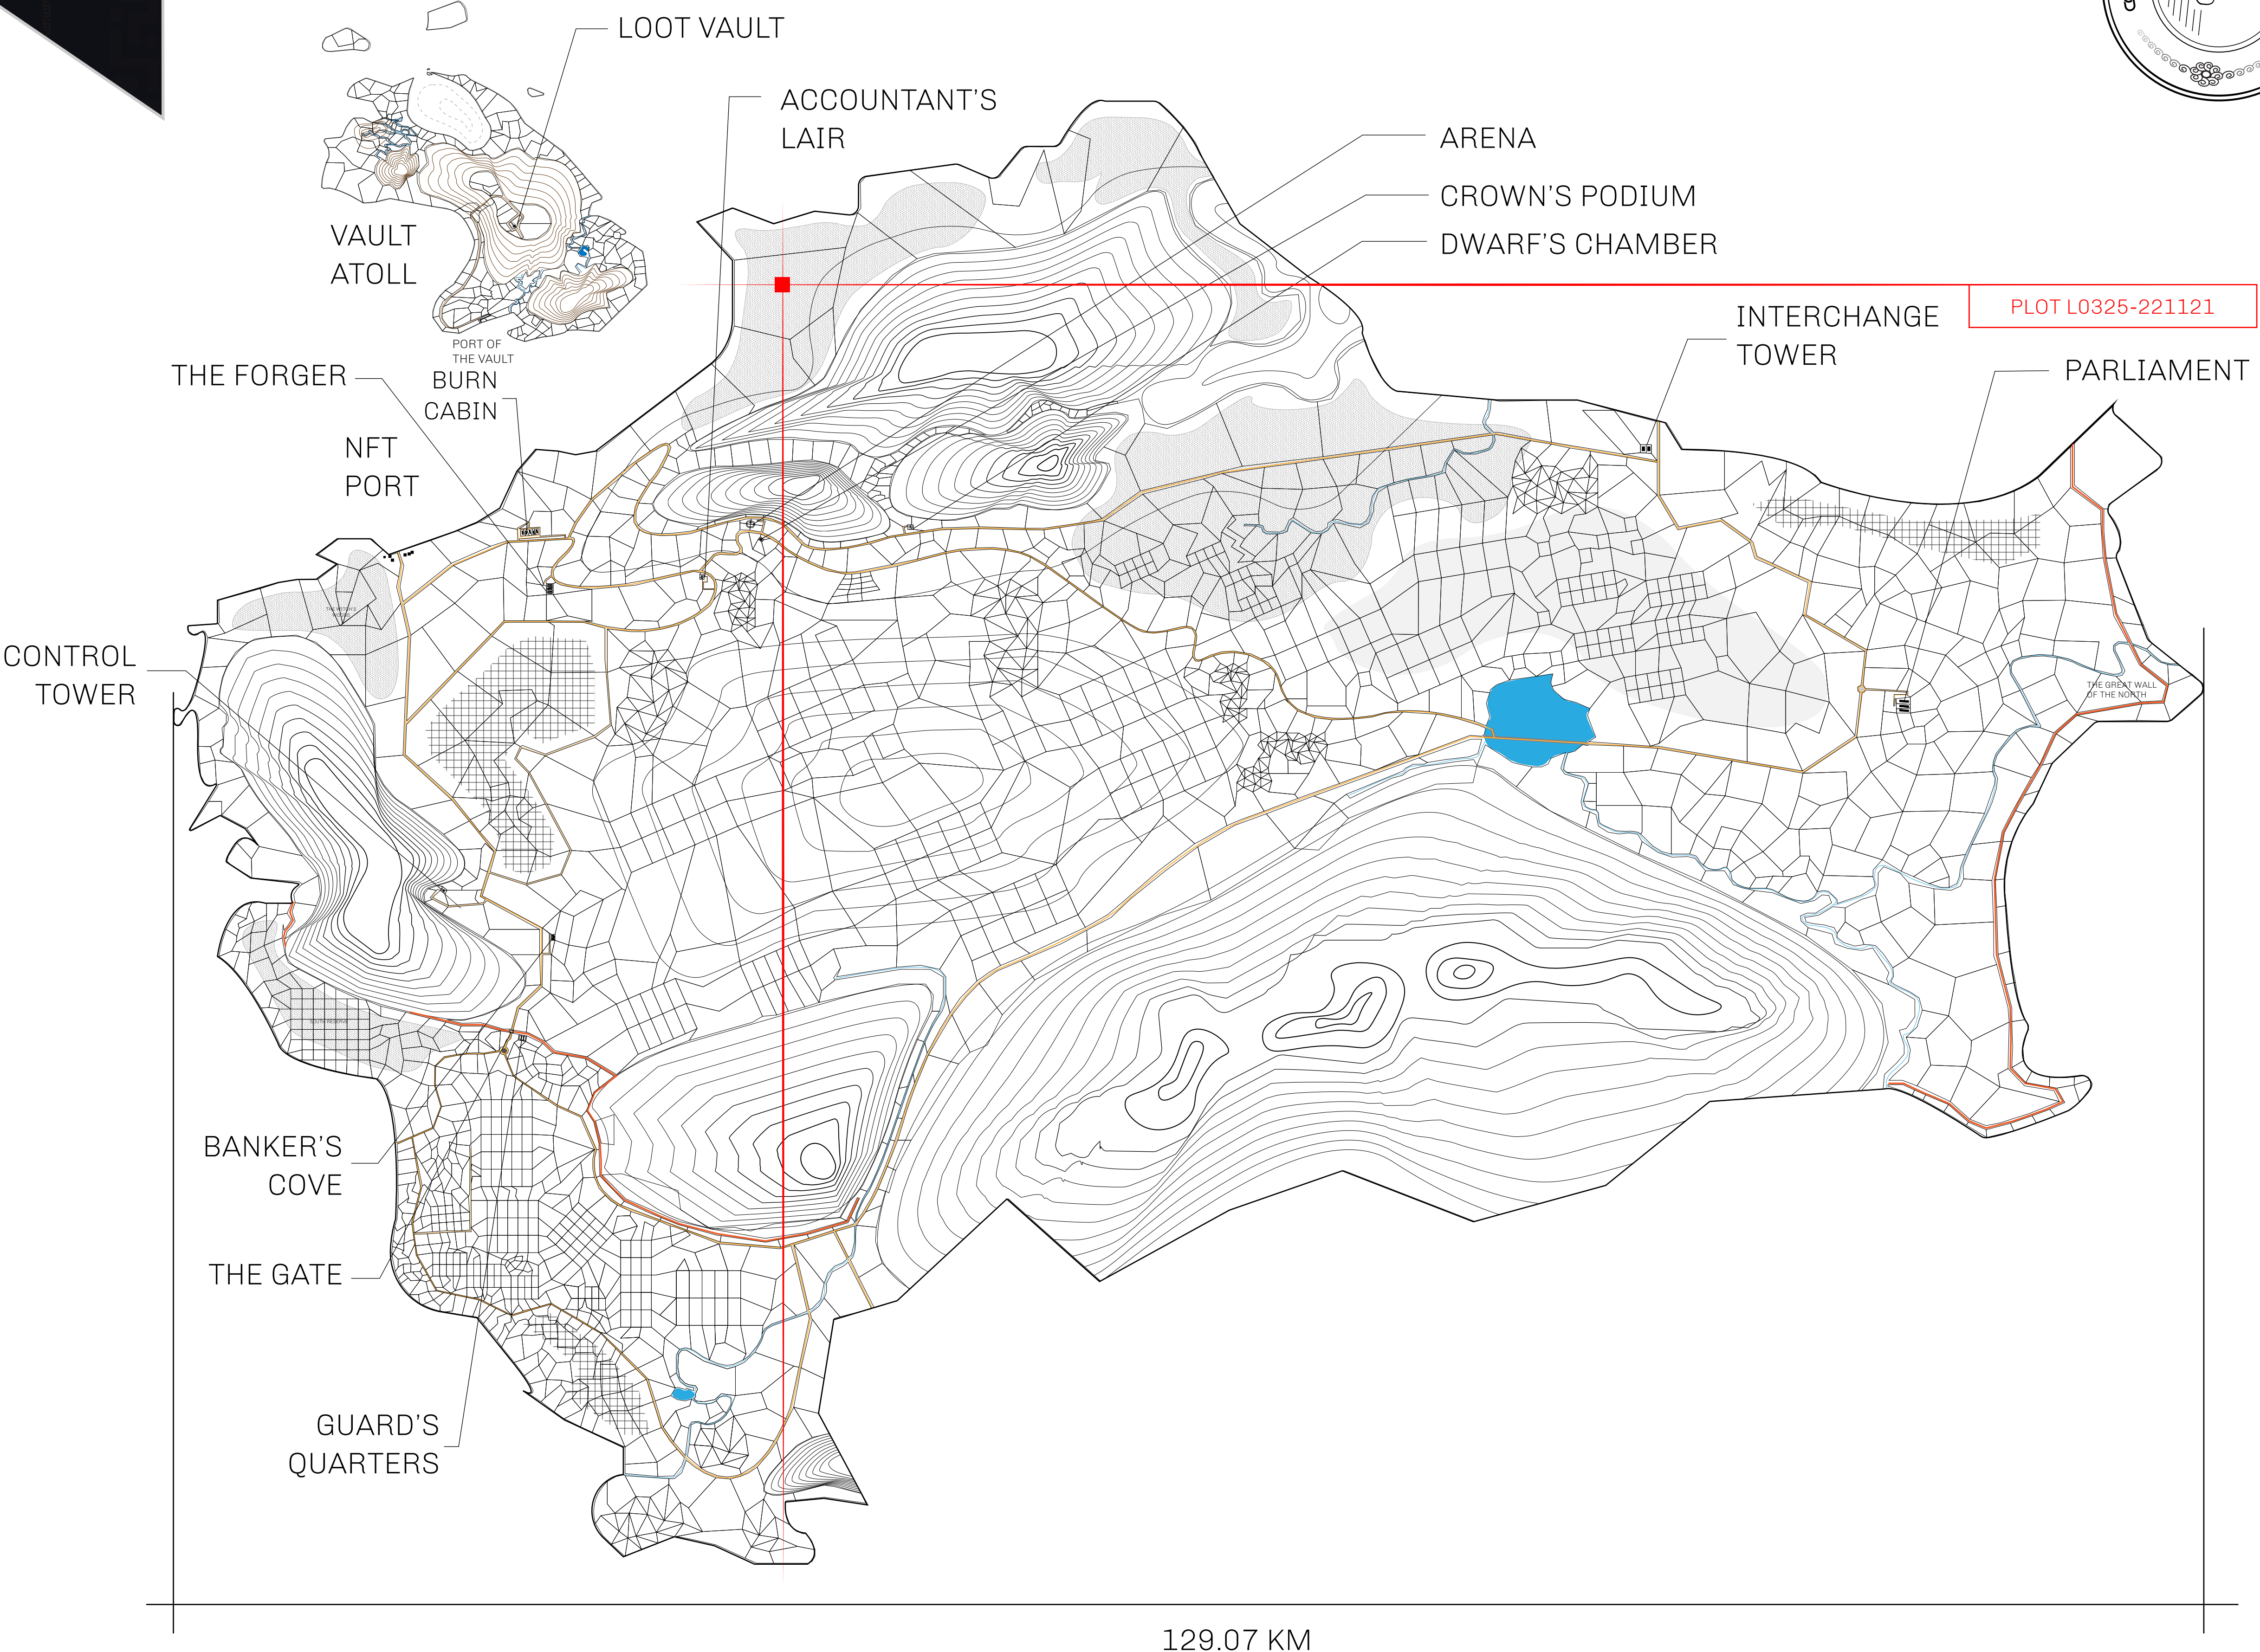 LOOT VAULT
ACCOUNTANT'S
LAIR
ARENA
CROWN'S PODIUM
DWARF'S CHAMBER
VAULT
ATOLL
PORT OF
THE VAULT
INTERCHANGE
TOWER
PLOT L0325-221121
PARLIAMENT
THE FORGER
BURN
CABIN
NFT
PORT
CONTROL
TOWER
THE GREAT WALL
OF THE NORTH
SOUTH RESERVE
BANKER'S
COVE
THE GATE
GUARD'S
QUARTERS
129.07 KM